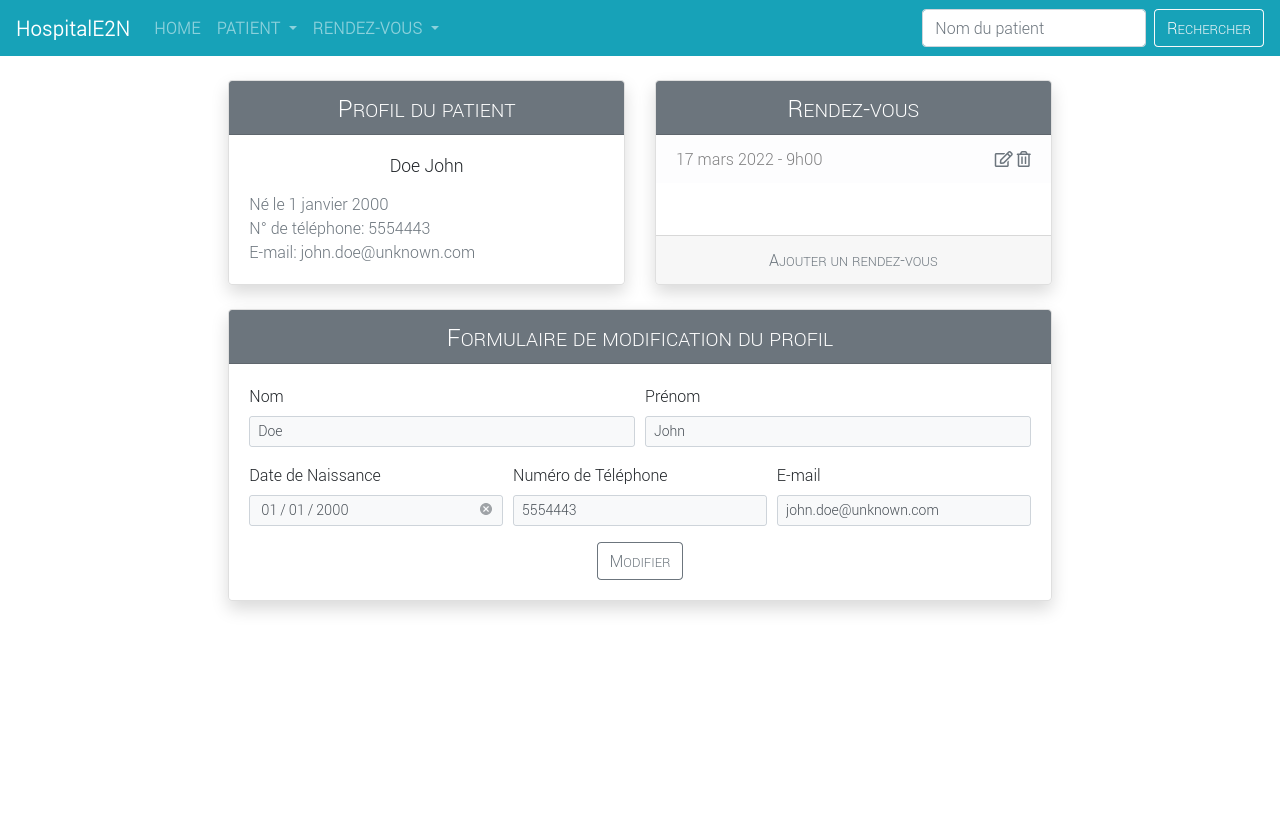 HospitalE2N HOME PATIENT RENDEZ-VOUS Nom du patient Rechercher
Profil du patient
Doe John
Né le 1 janvier 2000
N° de téléphone: 5554443
E-mail: john.doe@unknown.com
Rendez-vous
17 mars 2022 - 9h00
Ajouter un rendez-vous
Formulaire de modification du profil
Nom Prénom
Doe John
Date de Naissance Numéro de Téléphone E-mail
01 / 01 / 2000 5554443 john.doe@unknown.com
Modifier